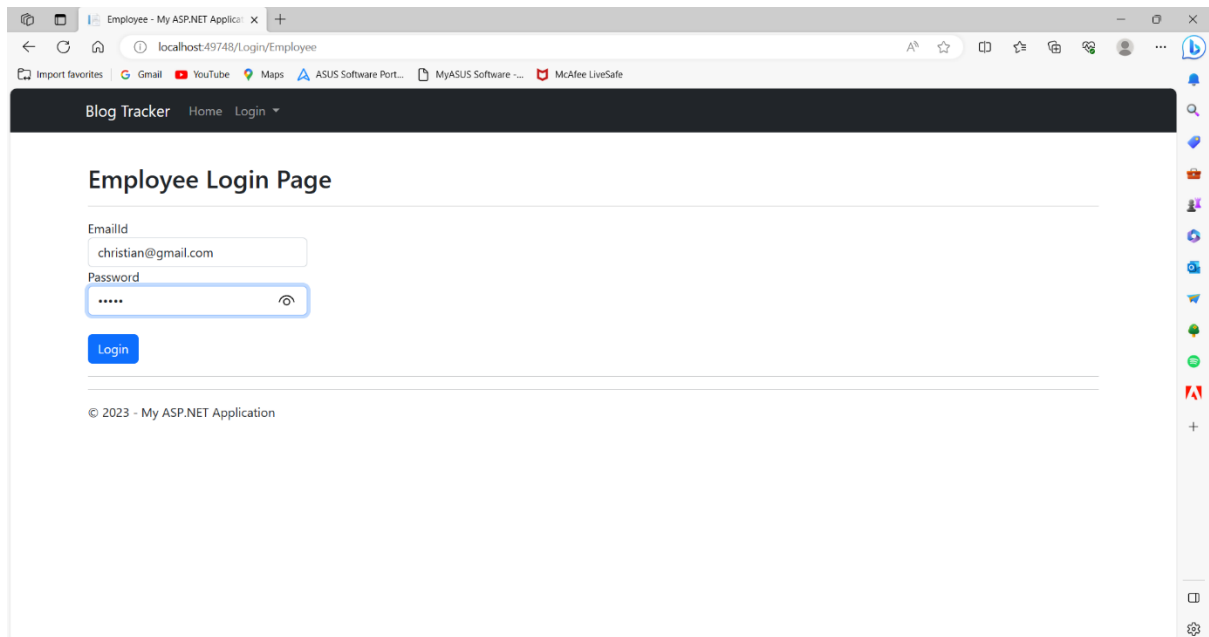 Employee - My ASP.NET Applicat
localhost:49748/Login/Employee
Import favorites Gmail YouTube Maps ASUS Software Port... MyASUS Software -... McAfee LiveSafe
Blog Tracker Home Login
Employee Login Page
EmailId
christian@gmail.com
Password
•••••
Login
© 2023 - My ASP.NET Application